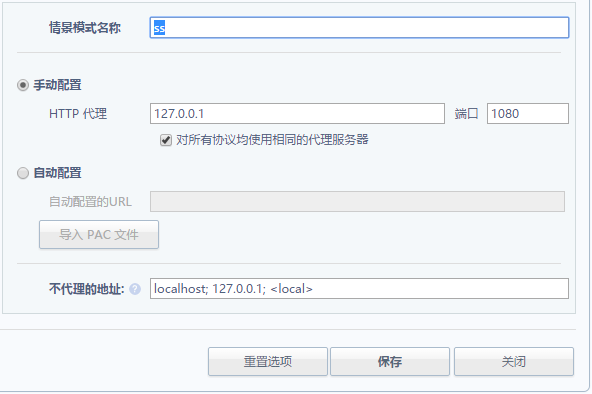 情景模式名称 ss
手动配置
HTTP 代理 127.0.0.1 端口 1080
对所有协议均使用相同的代理服务器
自动配置
自动配置的URL
导入 PAC 文件
不代理的地址: ? localhost; 127.0.0.1; <local>
重置选项 保存 关闭